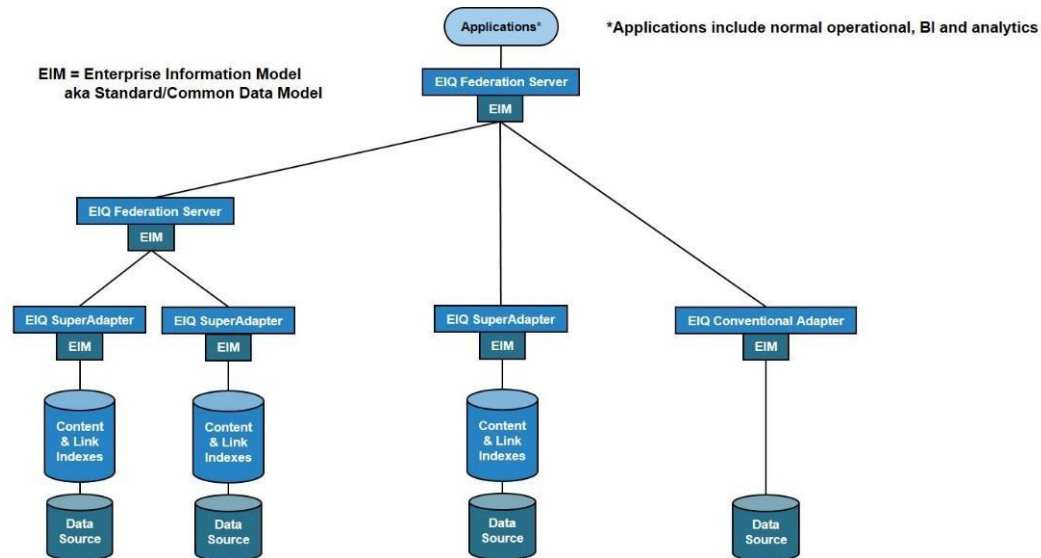 Applications*
*Applications include normal operational, BI and analytics
EIM = Enterprise Information Model
aka Standard/Common Data Model
EIQ Federation Server
EIM
EIQ Federation Server
EIM
EIQ SuperAdapter
EIM
EIQ SuperAdapter
EIM
EIQ SuperAdapter
EIM
EIQ Conventional Adapter
EIM
Content
& Link
Indexes
Content
& Link
Indexes
Content
& Link
Indexes
Data
Source
Data
Source
Data
Source
Data
Source